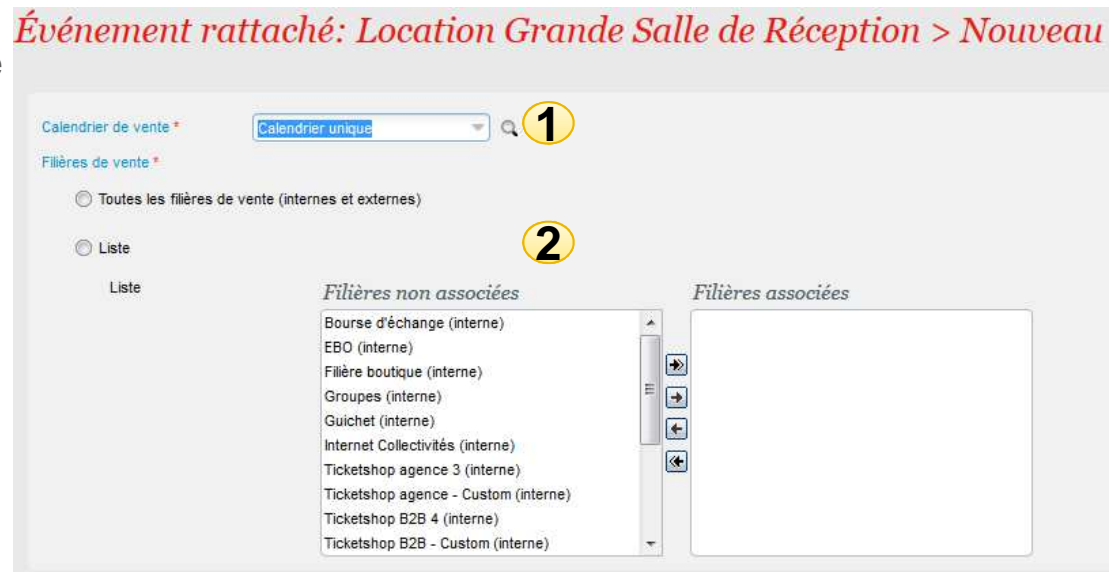 Événement rattaché: Location Grande Salle de Réception > Nouveau
e
Calendrier de vente * Calendrier unique 1
Filières de vente *
Toutes les filières de vente (internes et externes)
Liste 2
Liste
Filières non associées
Filières associées
Bourse d'échange (interne)
EBO (interne)
Filière boutique (interne)
Groupes (interne)
Guichet (interne)
Internet Collectivités (interne)
Ticketshop agence 3 (interne)
Ticketshop agence - Custom (interne)
Ticketshop B2B 4 (interne)
Ticketshop B2B - Custom (interne)